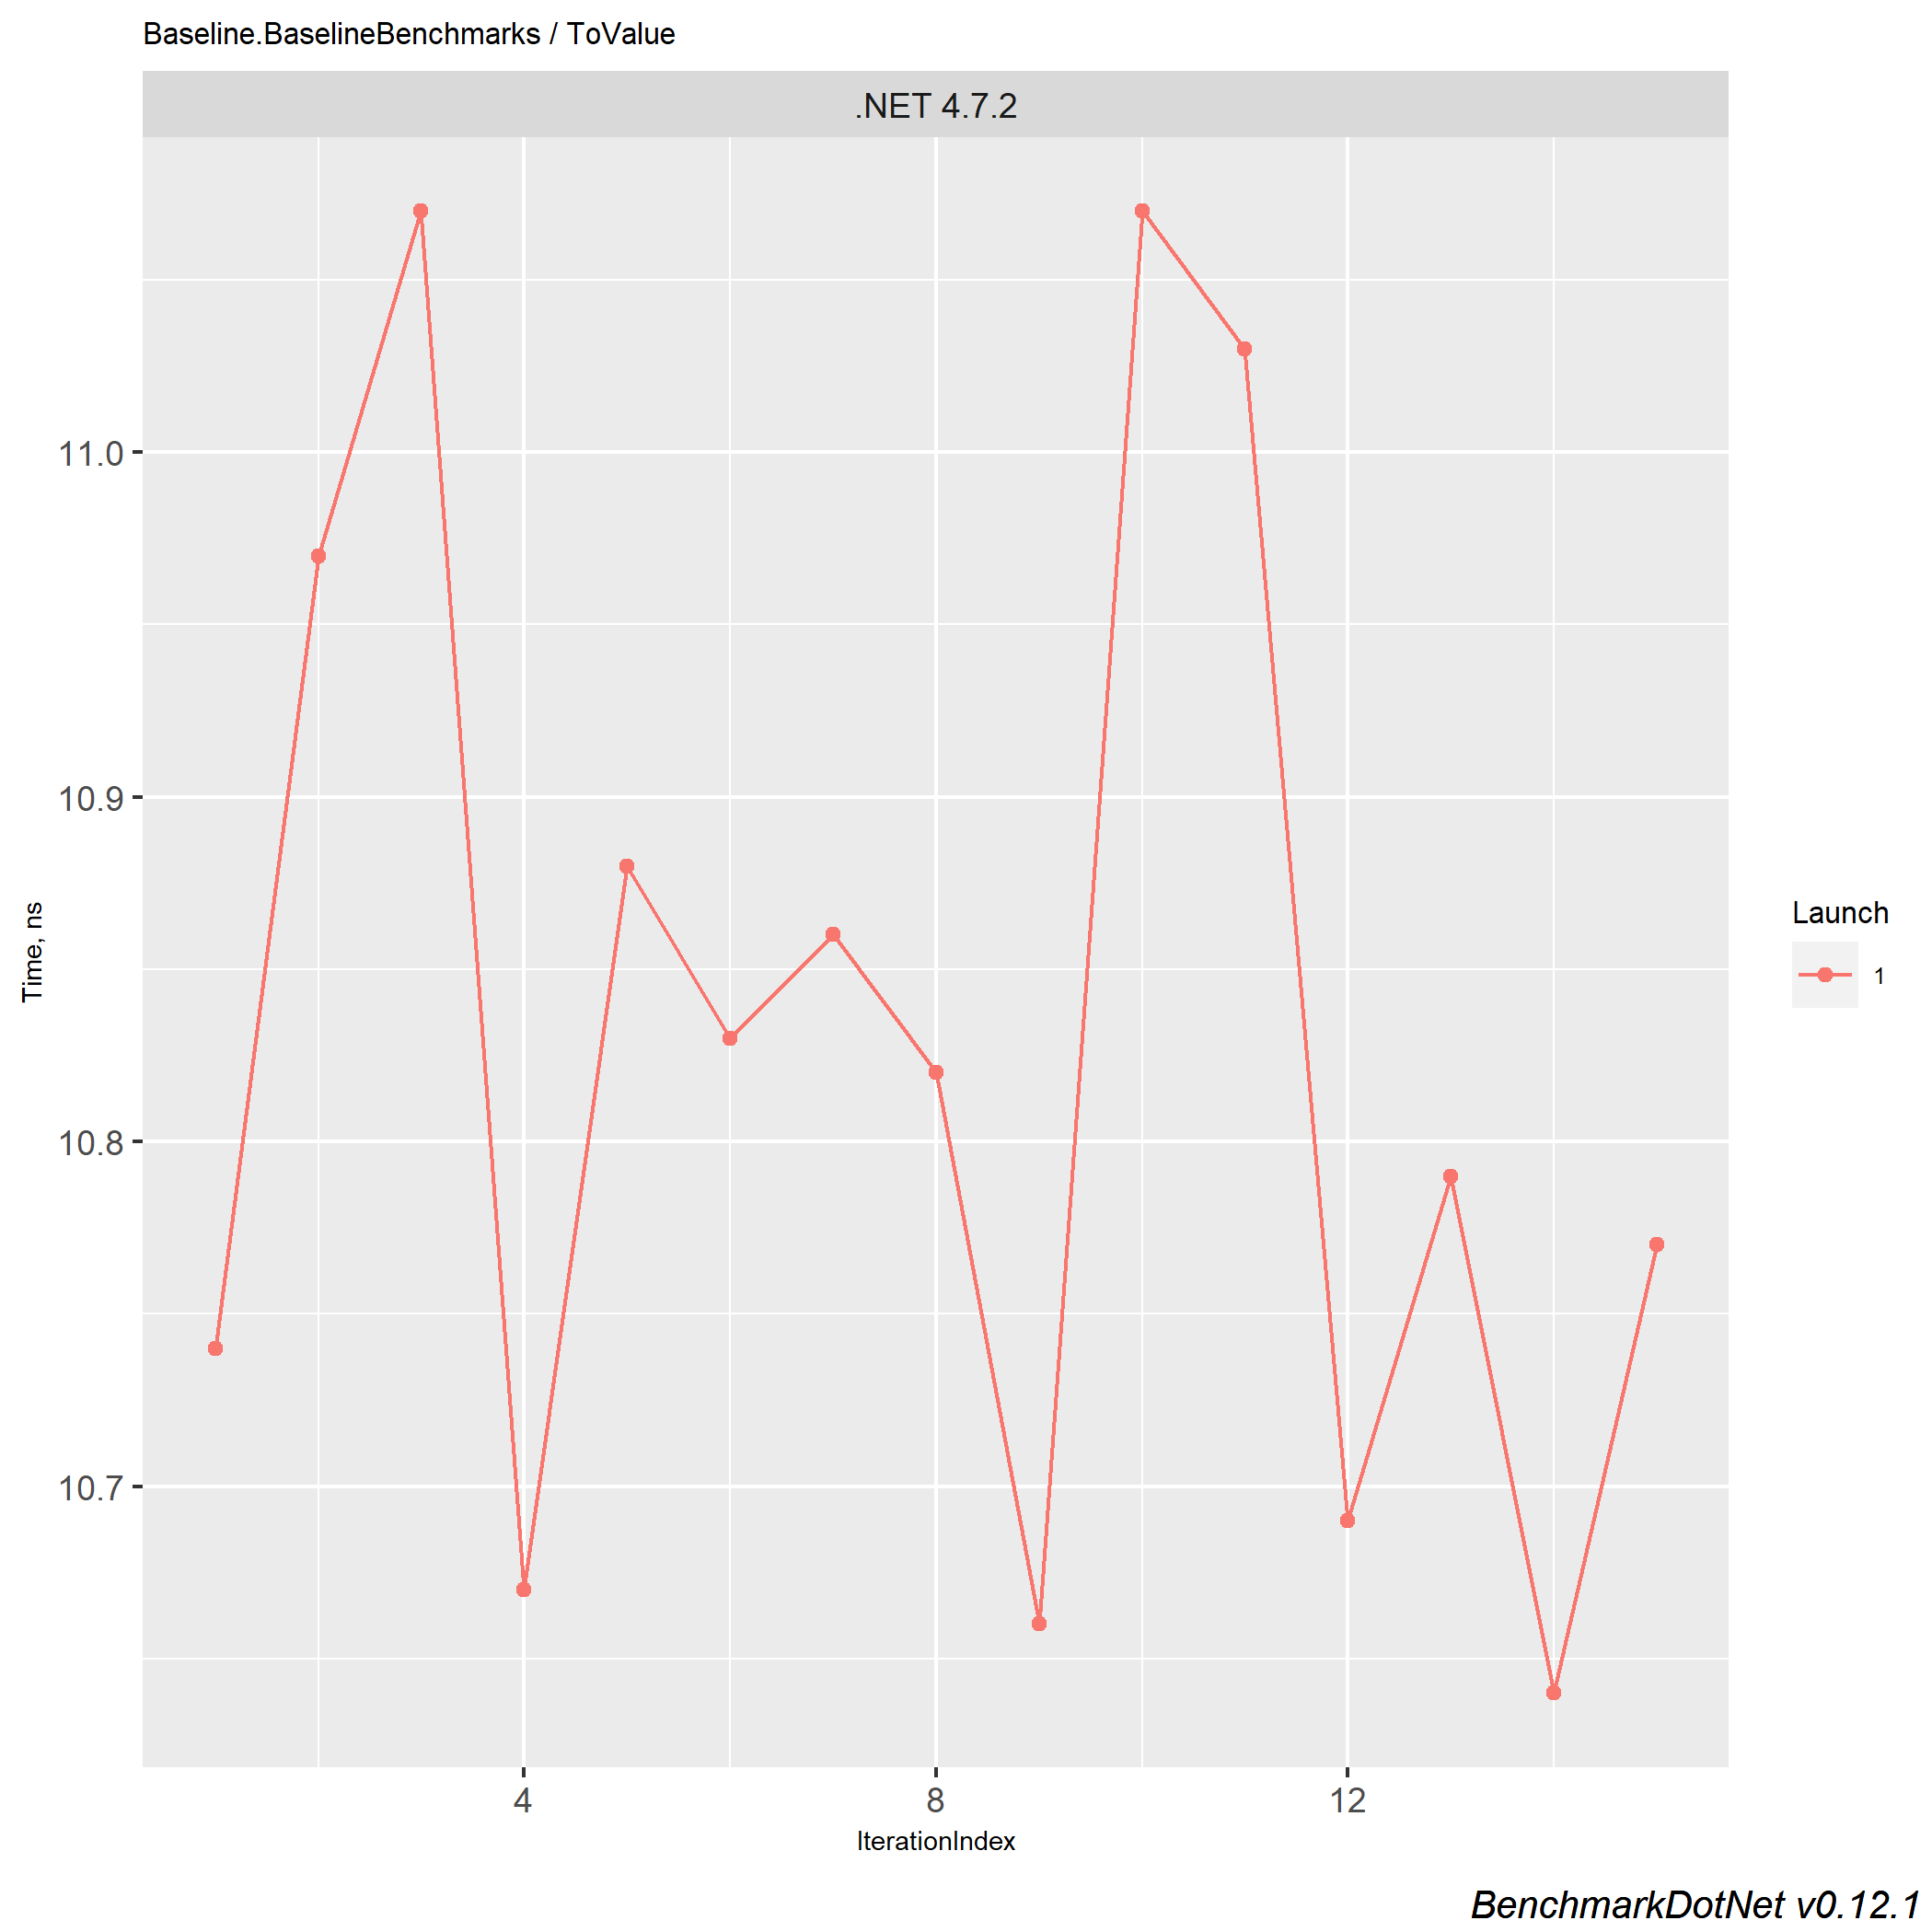 Baseline.BaselineBenchmarks / ToValue
.NET 4.7.2
11.0
10.9
10.8
10.7
Time, ns
4 8 12
IterationIndex
Launch
1
BenchmarkDotNet v0.12.1